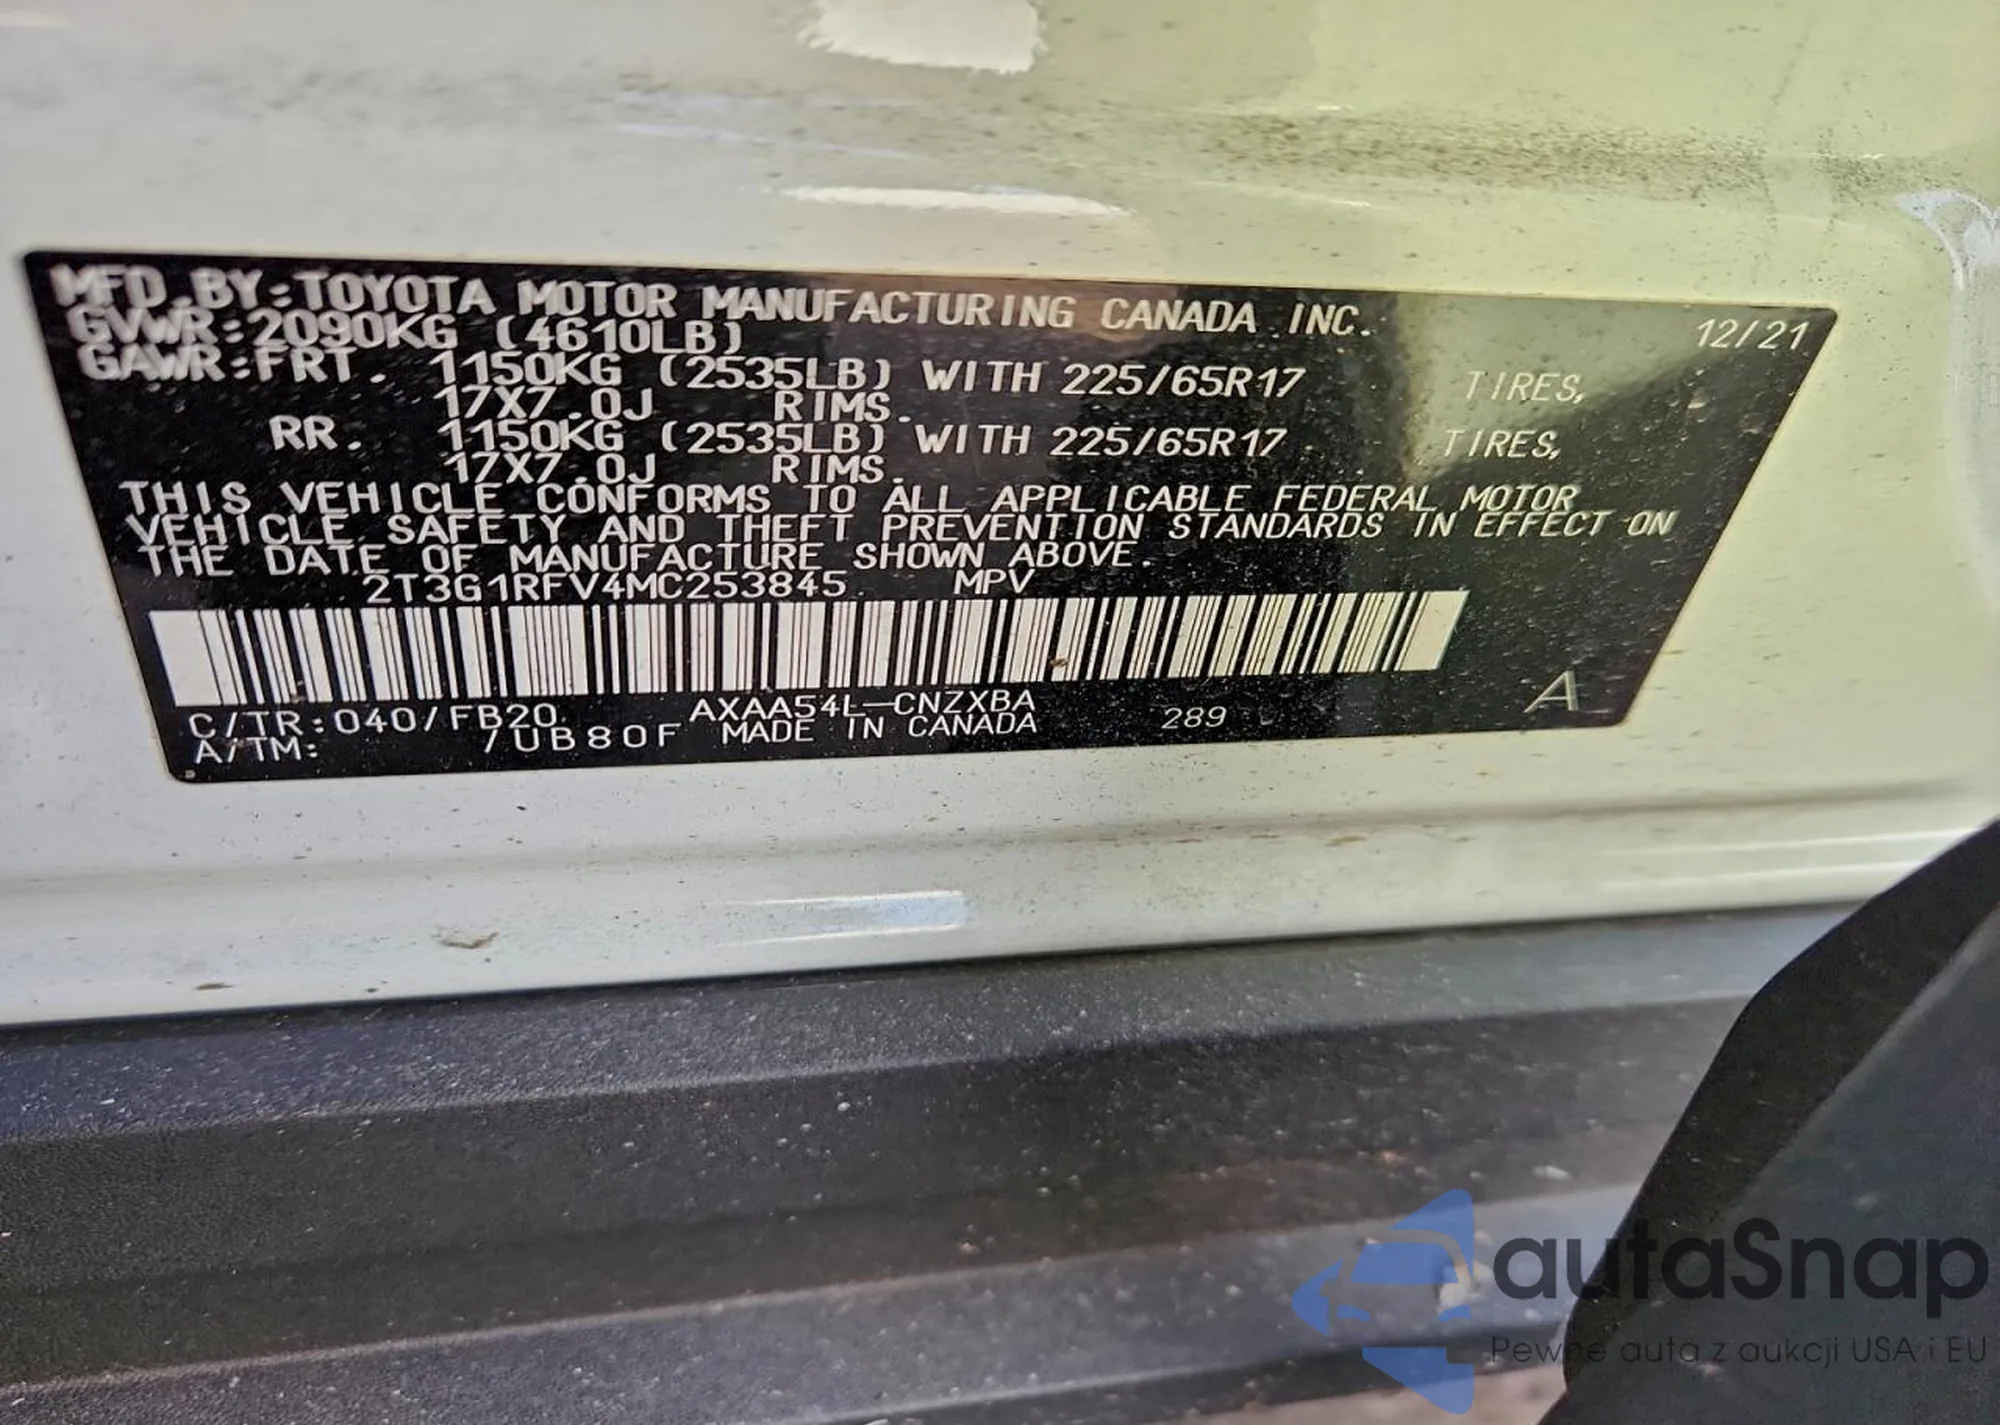 MFD.BY:TOYOTA MOTOR MANUFACTURING CANADA INC. 12/21
GVWR:2090KG (4610LB)
GAWR:FRT. 1150KG (2535LB) WITH 225/65R17 TIRES,
17X7.0J RIMS.
RR. 1150KG (2535LB) WITH 225/65R17 TIRES,
17X7.0J RIMS.
THIS VEHICLE CONFORMS TO ALL APPLICABLE FEDERAL MOTOR
VEHICLE SAFETY AND THEFT PREVENTION STANDARDS IN EFFECT ON
THE DATE OF MANUFACTURE SHOWN ABOVE.
2T3G1RFV4MC253845 MPV
C/TR:040/FB20 AXAA54L-CNZXBA 289 A
A/TM: /UB80F MADE IN CANADA
autaSnap
Pewne auta z aukcji USA i EU